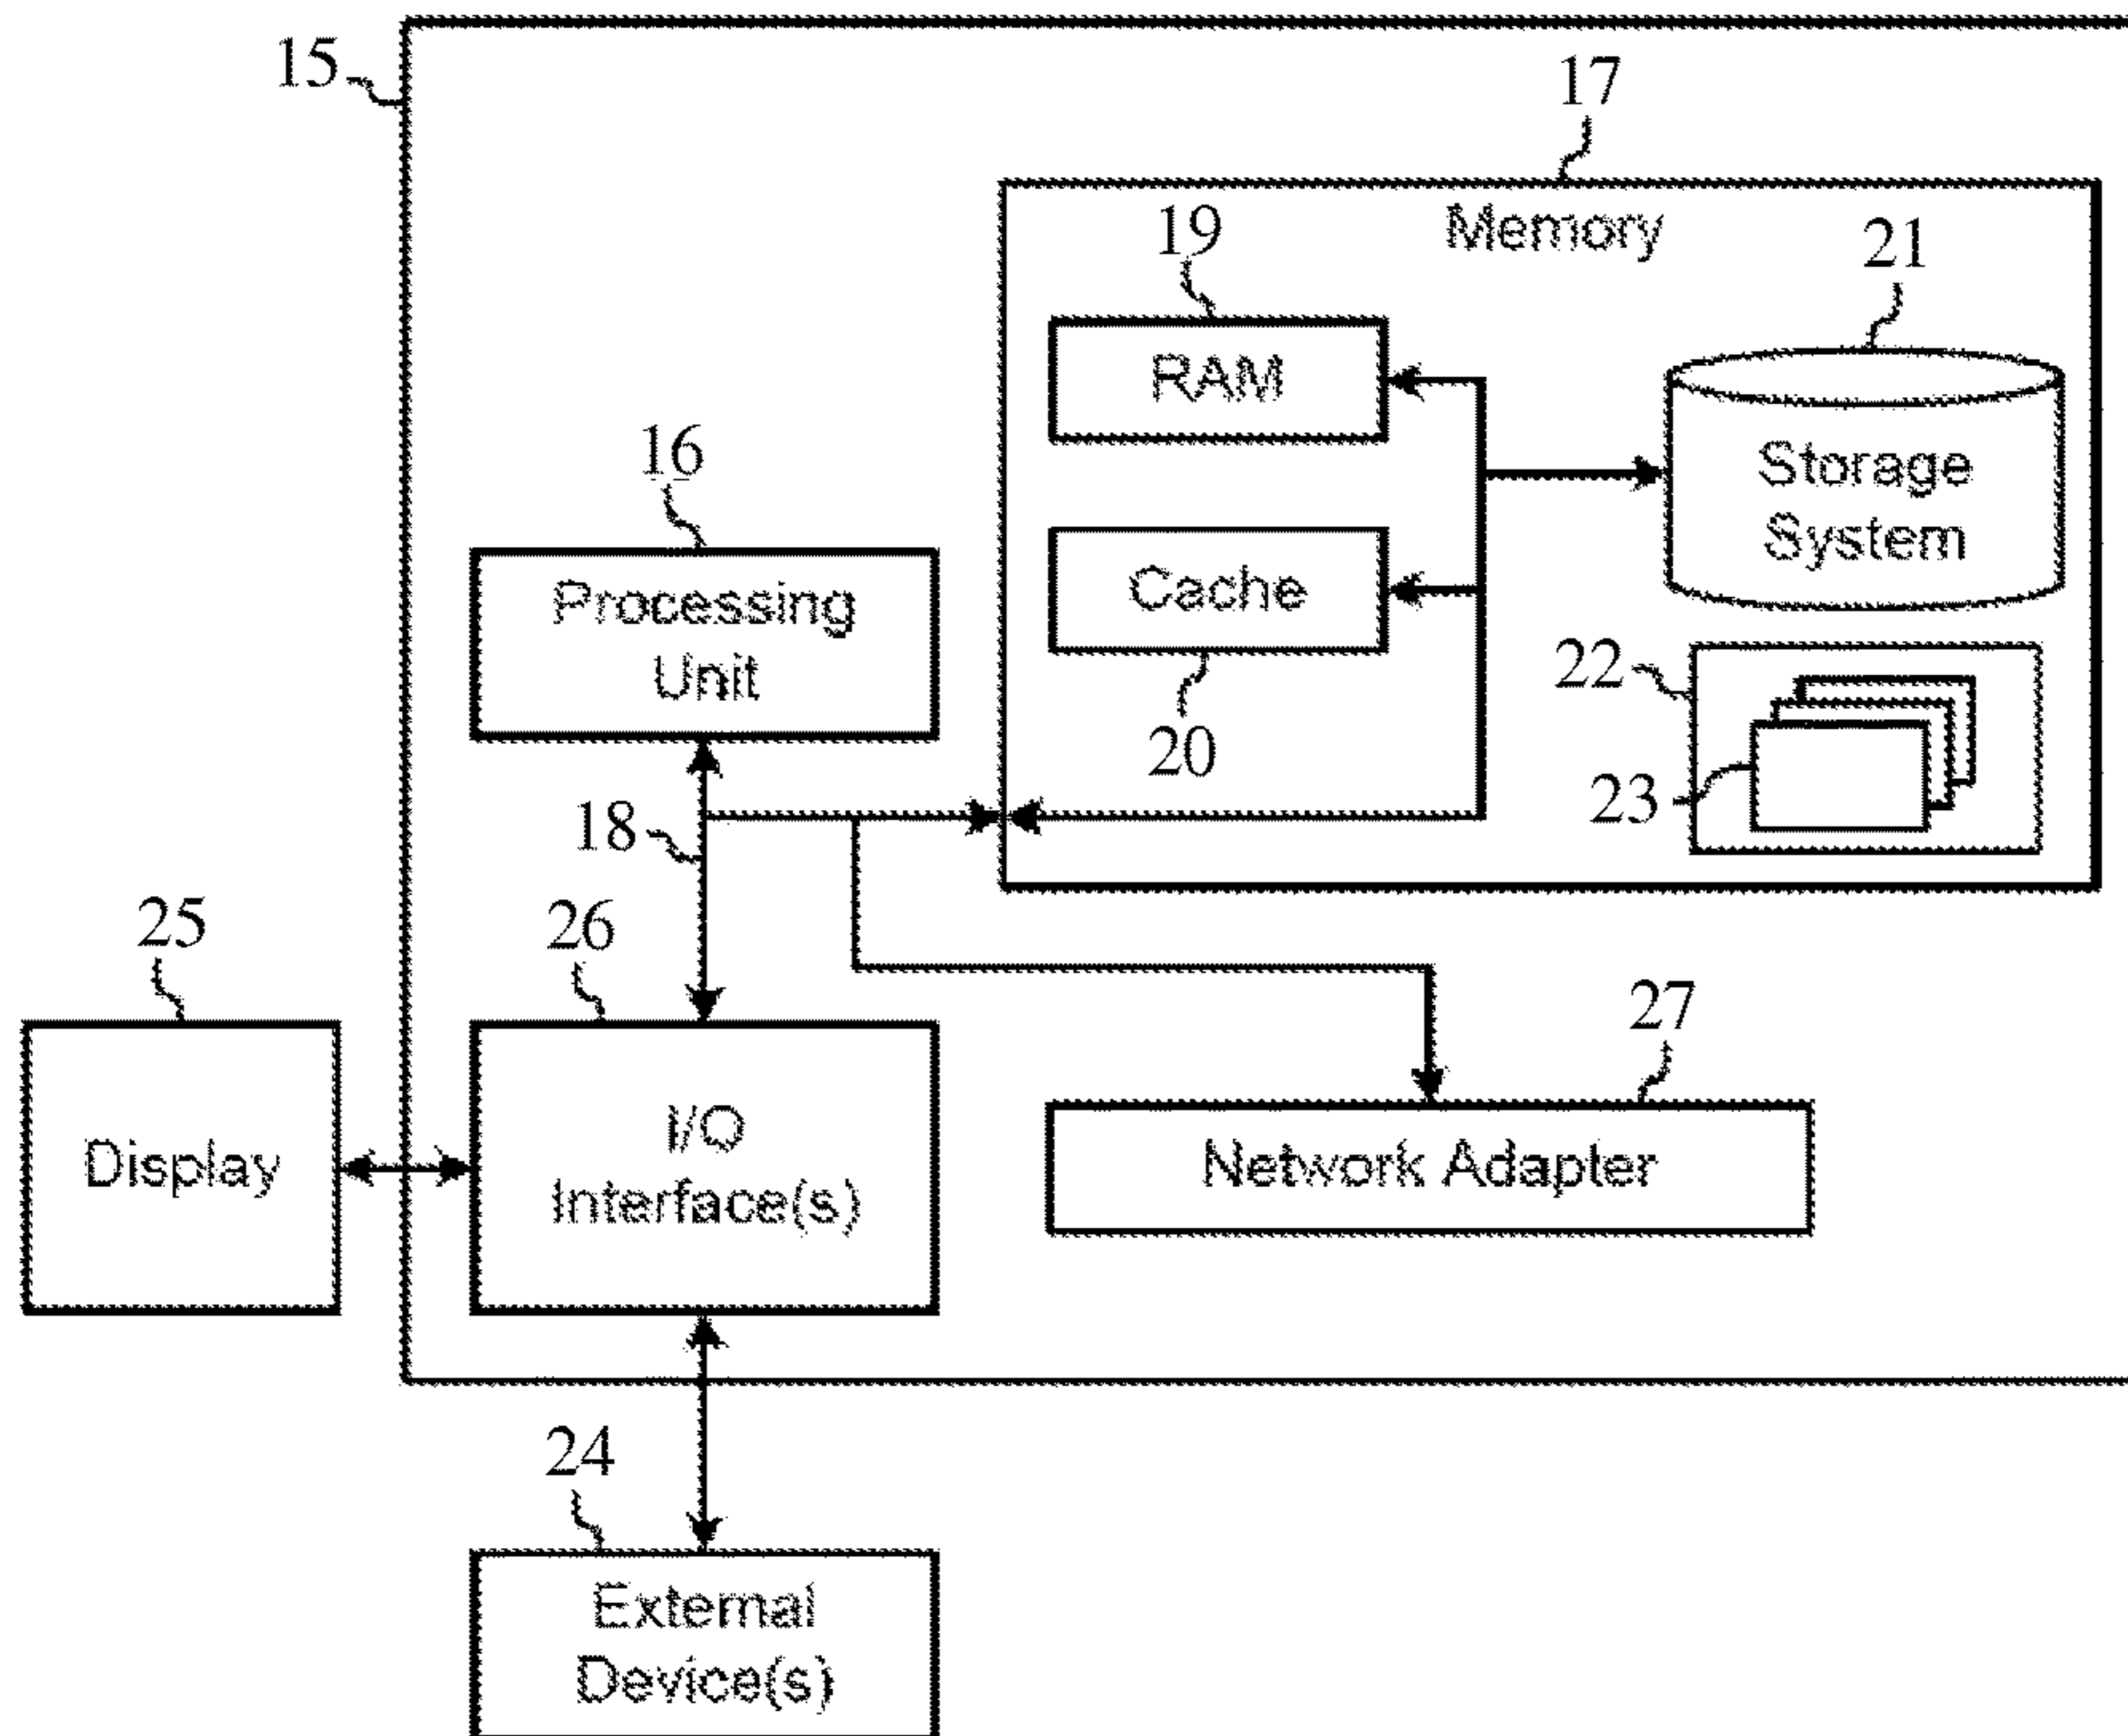 15
17
Memory
19
21
RAM
Storage
System
16
Processing
Unit
Cache
22
20
23
18
25
26
27
Display
I/O
Interface(s)
Network Adapter
24
External
Device(s)